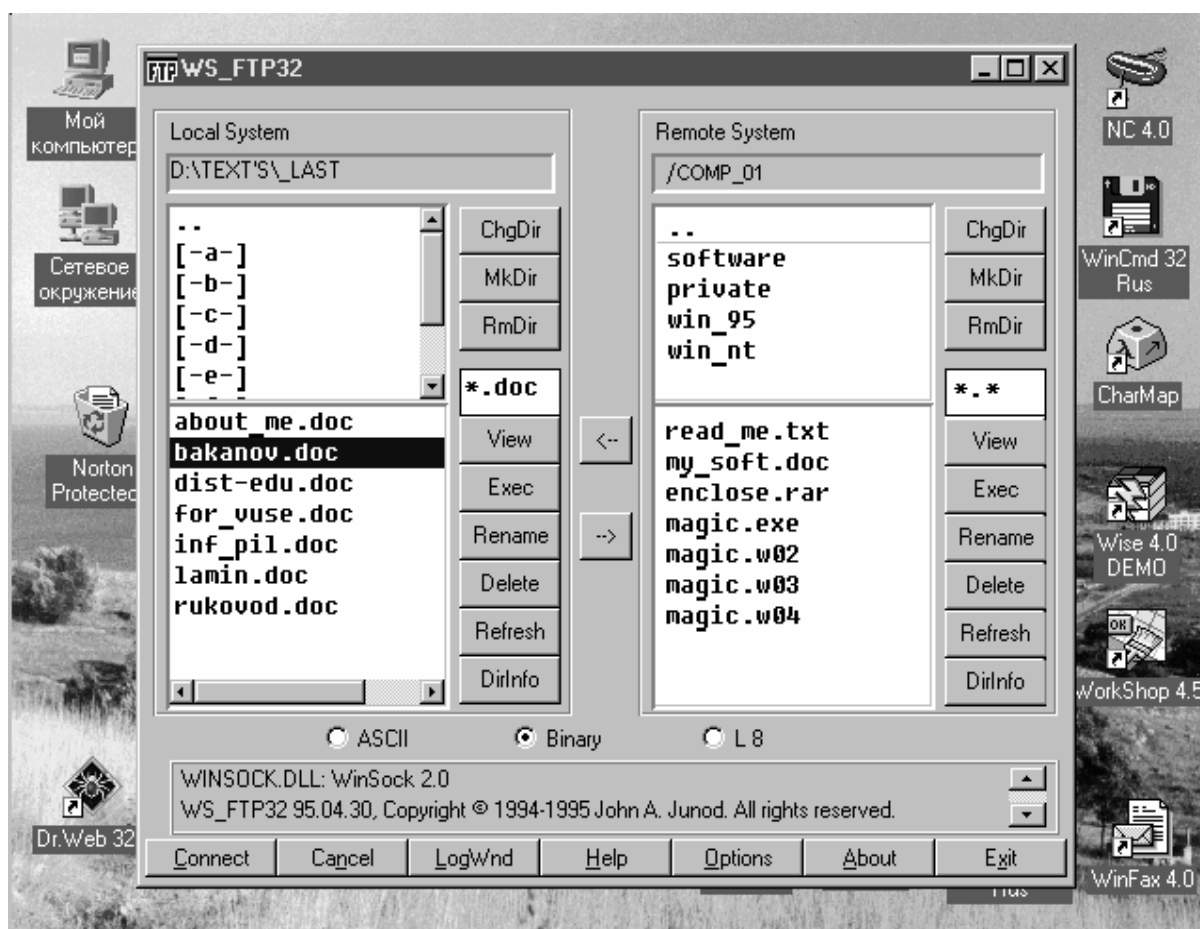 FTP WS_FTP32
Local System
D:\TEXT'S\_LAST
..
[-a-]
[-b-]
[-c-]
[-d-]
[-e-]
ChgDir
MkDir
RmDir
*.doc
about_me.doc
bakanov.doc
dist-edu.doc
for_vuse.doc
inf_pil.doc
lamin.doc
rukovod.doc
View
Exec
Rename
Delete
Refresh
DirInfo
<--
-->
Remote System
/COMP_01
..
software
private
win_95
win_nt
ChgDir
MkDir
RmDir
*.*
read_me.txt
my_soft.doc
enclose.rar
magic.exe
magic.w02
magic.w03
magic.w04
View
Exec
Rename
Delete
Refresh
DirInfo
ASCII
Binary
L 8
WINSOCK.DLL: WinSock 2.0
WS_FTP32 95.04.30, Copyright © 1994-1995 John A. Junod. All rights reserved.
Connect
Cancel
LogWnd
Help
Options
About
Exit
Мой
компьютер
Сетевое
окружение
Norton
Protected
Dr.Web 32
NC 4.0
WinCmd 32
Rus
CharMap
Wise 4.0
DEMO
WorkShop 4.5
WinFax 4.0
Rus